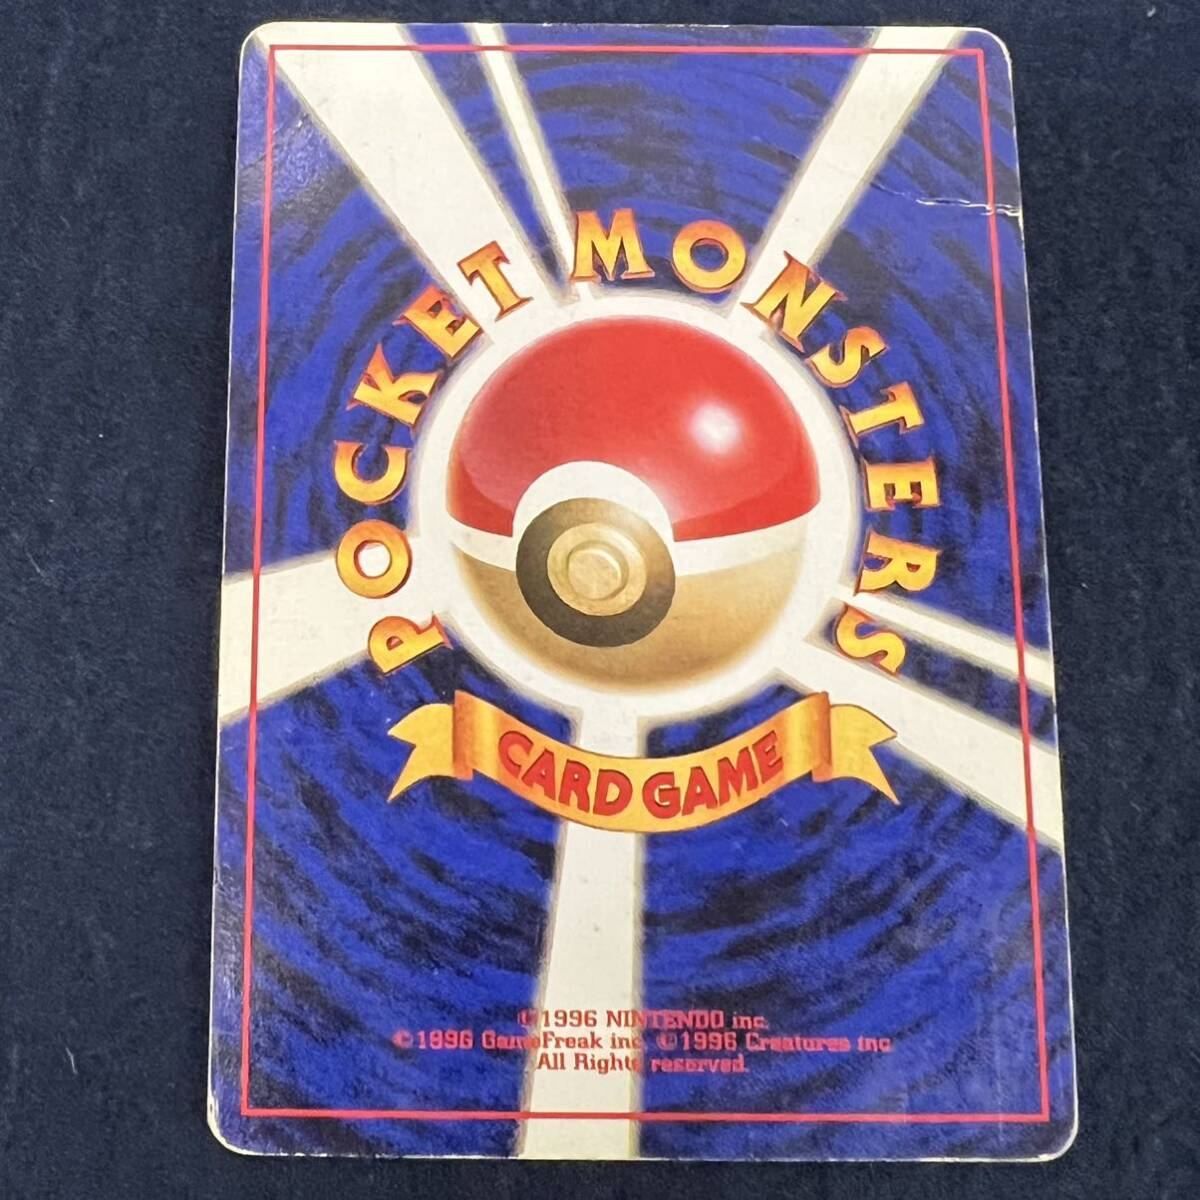 POCKET MONSTERS
CARD GAME
©1996 NINTENDO inc.
©1996 GameFreak inc. ©1996 Creatures inc
All Rights reserved.